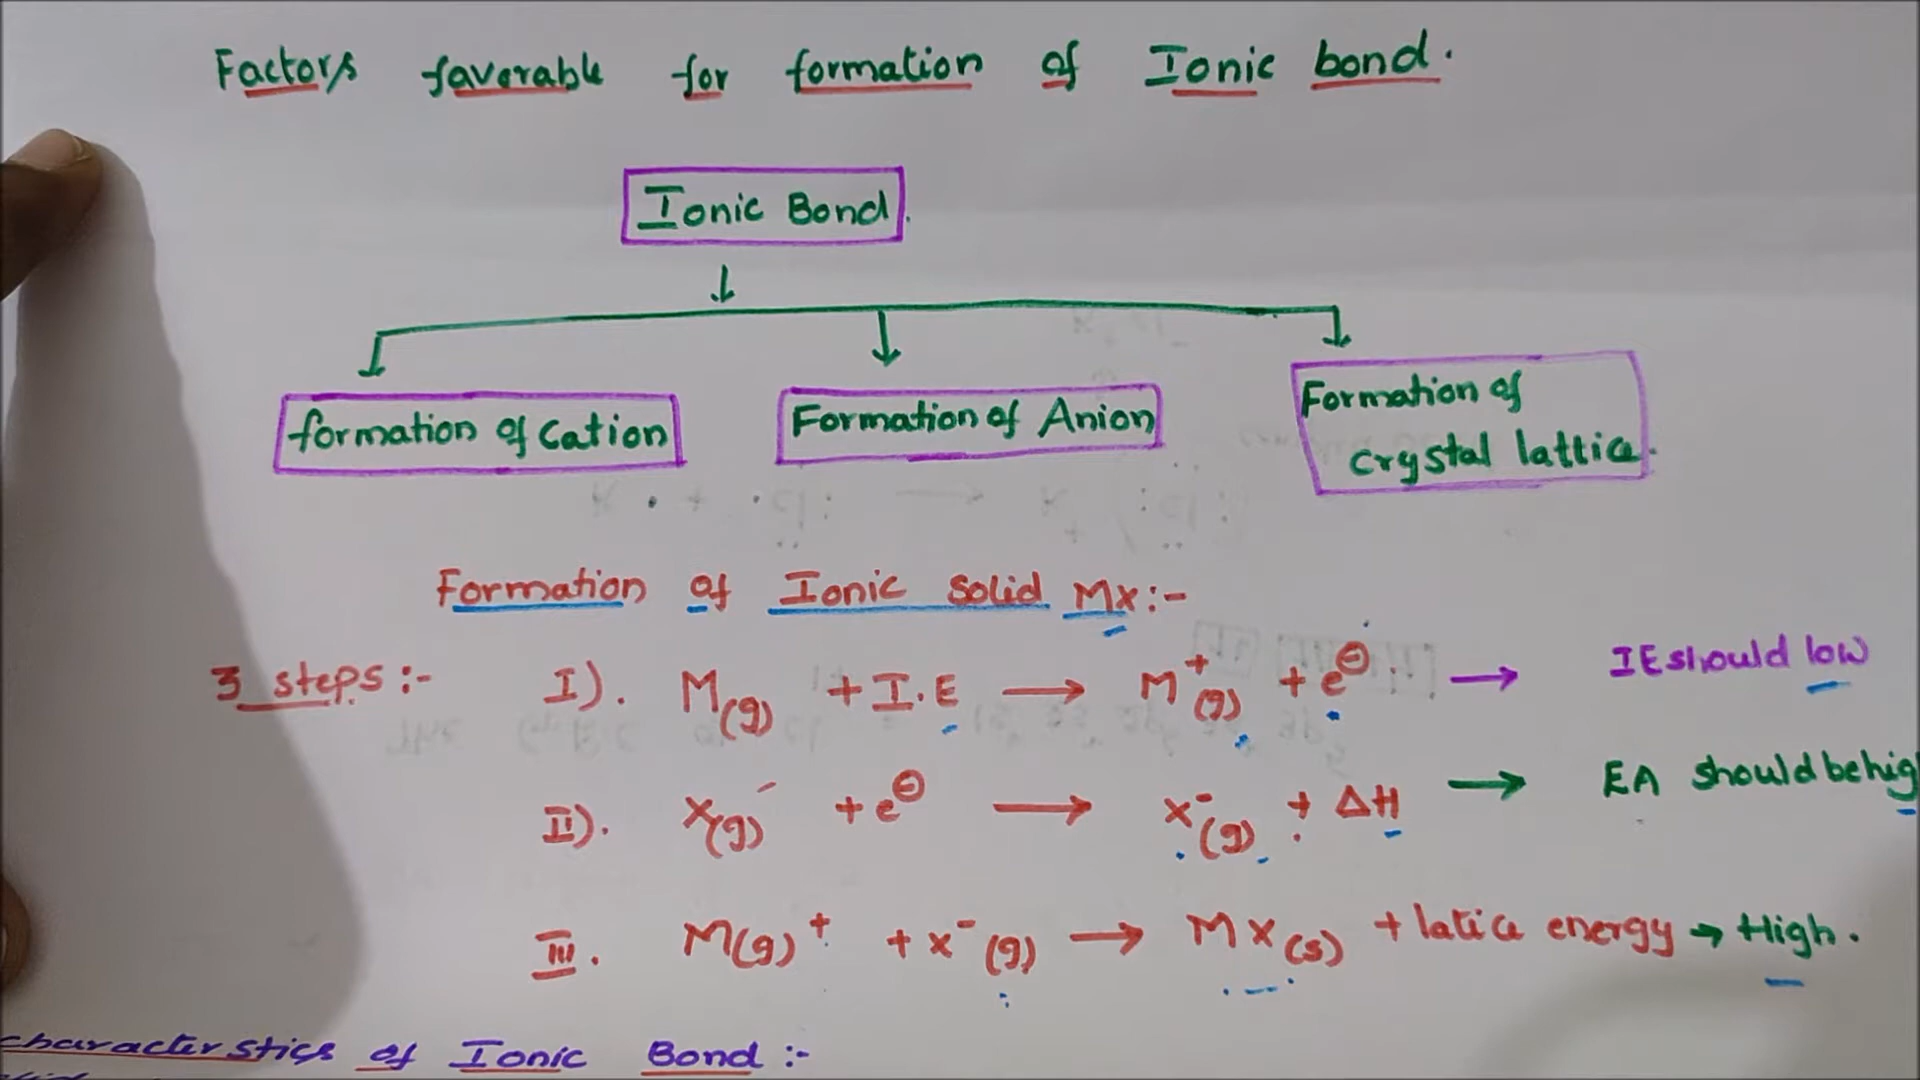 Factors favorable for formation of Ionic bond.
Ionic Bond.
formation of Cation
Formation of Anion
Formation of
crystal lattice.
Formation of Ionic solid Mx:-
3 steps:- I). M(g) + I.E → M⁺(g) + e⊖ → IE should low
II). X(g)⁻ + e⊖ → X⁻(g) + ΔH → EA should be hig
III. M(g)⁺ + X⁻(g) → MX(s) + latice energy → High.
characterstics of Ionic Bond:-